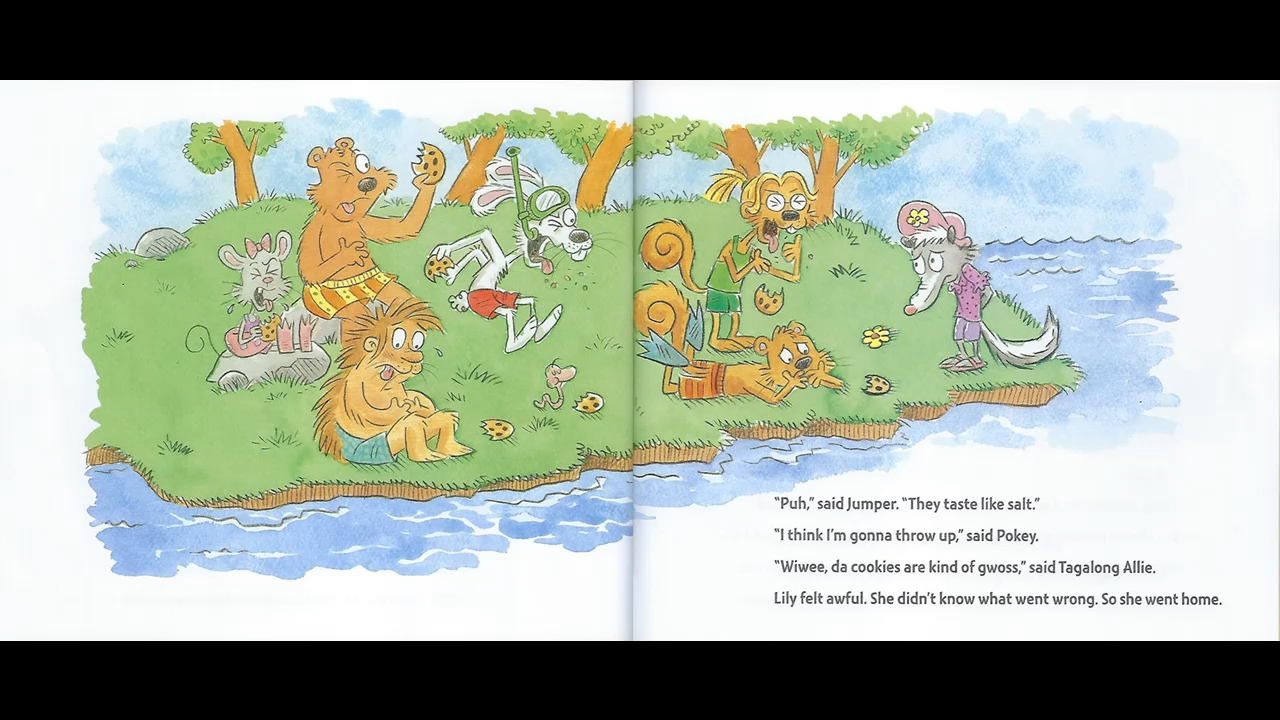 “Puh,” said Jumper. “They taste like salt.”
“I think I’m gonna throw up,” said Pokey.
“Wiwee, da cookies are kind of gwoss,” said Tagalong Allie.
Lily felt awful. She didn’t know what went wrong. So she went home.